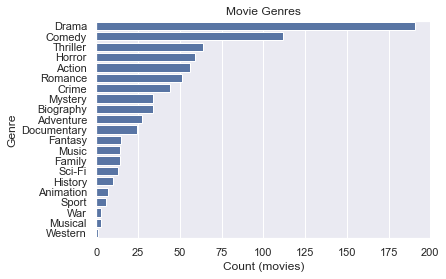 Movie Genres
Drama
Comedy
Thriller
Horror
Action
Romance
Crime
Mystery
Biography
Adventure
Documentary
Fantasy
Music
Family
Sci-Fi
History
Animation
Sport
War
Musical
Western
Genre
0 25 50 75 100 125 150 175 200
Count (movies)